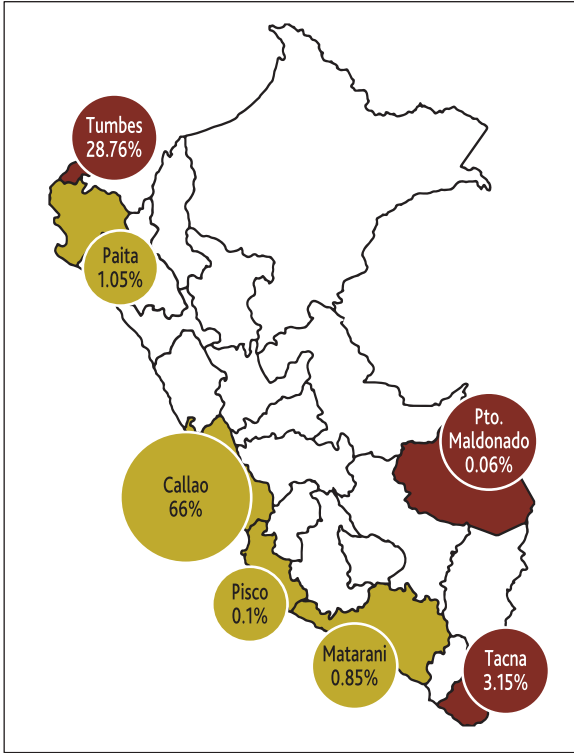 Tumbes
28.76%
Paita
1.05%
Pto.
Maldonado
0.06%
Callao
66%
Pisco
0.1%
Matarani
0.85%
Tacna
3.15%